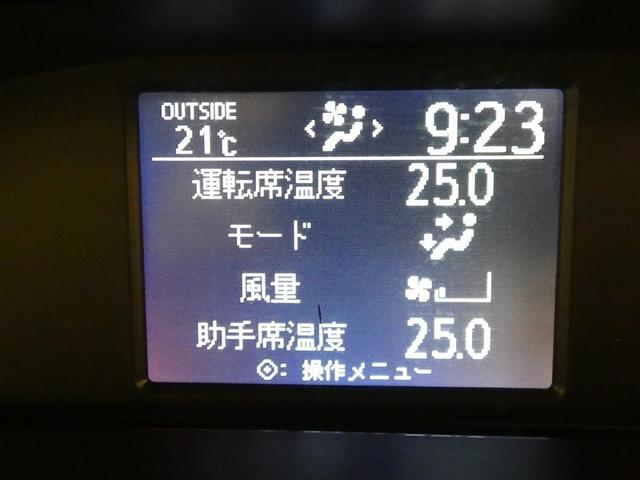 OUTSIDE 9:23
21℃
運転席温度 25.0
モード
風量
助手席温度 25.0
: 操作メニュー